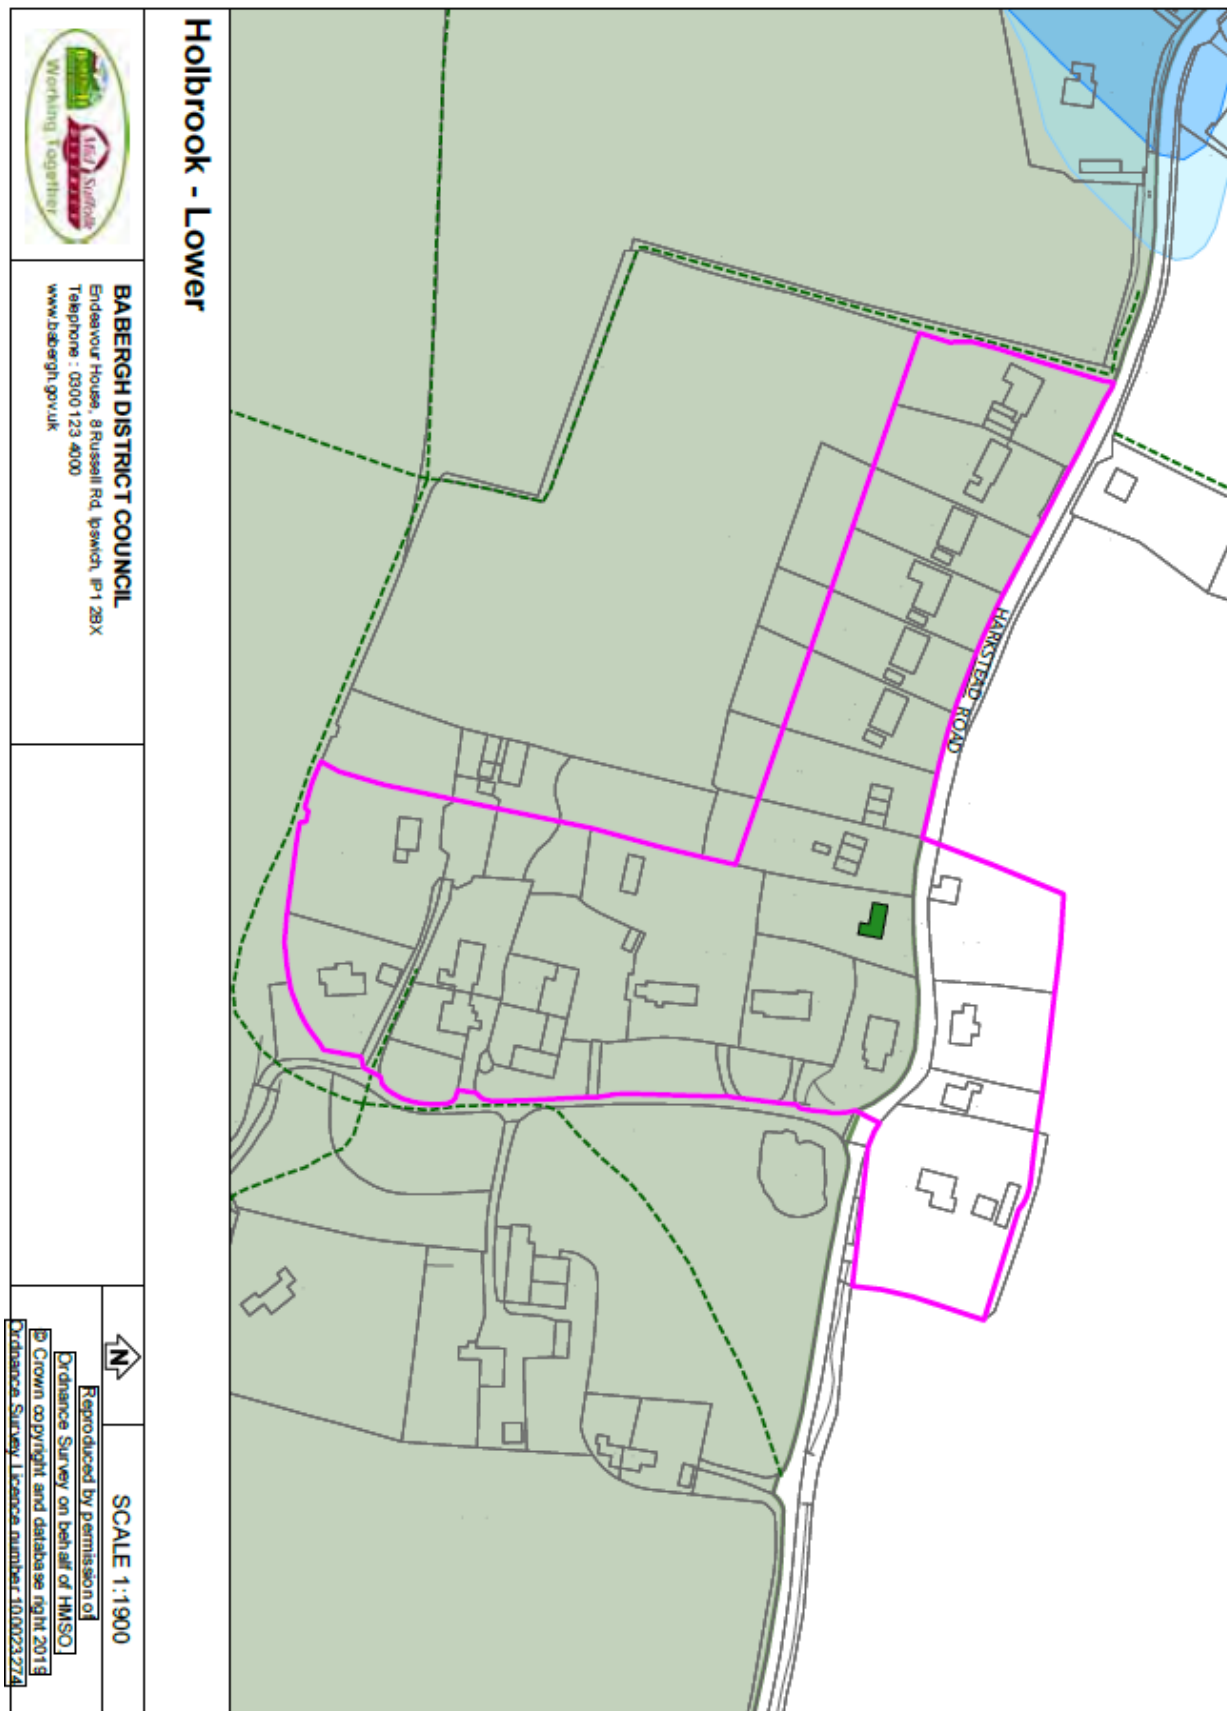 Holbrook - Lower
HARKSTEAD ROAD
Mid Suffolk
DISTRICT
Working Together
BABERGH DISTRICT COUNCIL
Endeavour House, 8 Russell Rd, Ipswich, IP1 2BX
Telephone : 0300 123 4000
www.babergh.gov.uk
N
SCALE 1:1900
Reproduced by permission of
Ordnance Survey on behalf of HMSO.
© Crown copyright and database right 2019
Ordnance Survey Licence number 100023274